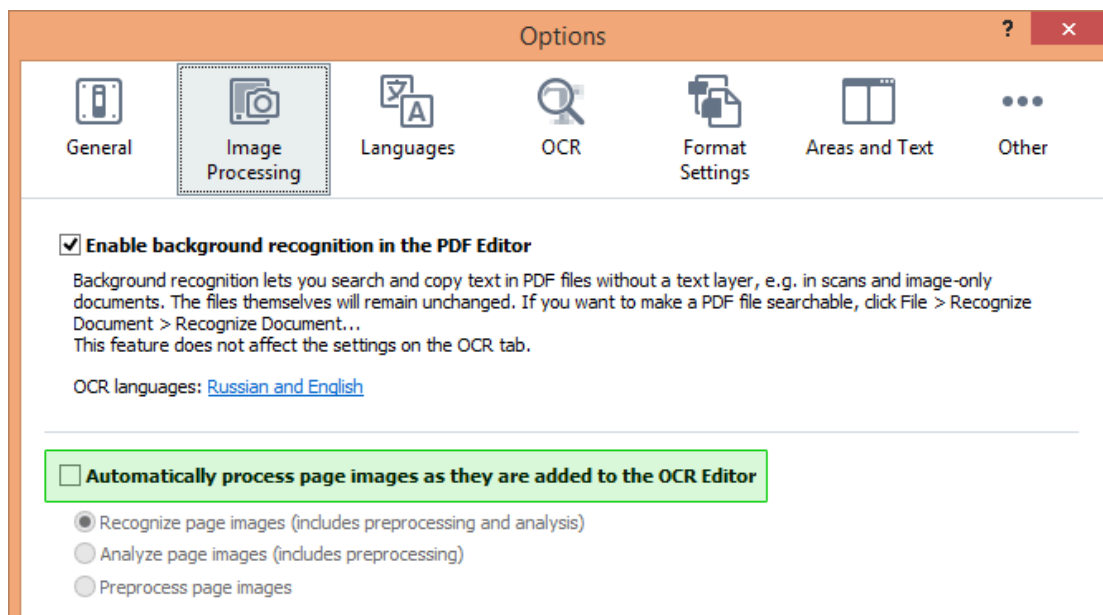 Options
?
General
Image
Processing
Languages
OCR
Format
Settings
Areas and Text
Other
Enable background recognition in the PDF Editor
Background recognition lets you search and copy text in PDF files without a text layer, e.g. in scans and image-only
documents. The files themselves will remain unchanged. If you want to make a PDF file searchable, click File > Recognize
Document > Recognize Document...
This feature does not affect the settings on the OCR tab.
OCR languages: Russian and English
Automatically process page images as they are added to the OCR Editor
Recognize page images (includes preprocessing and analysis)
Analyze page images (includes preprocessing)
Preprocess page images